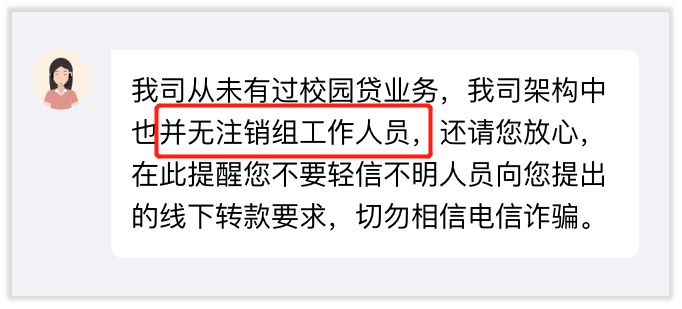 我司从未有过校园贷业务，我司架构中
也并无注销组工作人员，还请您放心，
在此提醒您不要轻信不明人员向您提出
的线下转款要求，切勿相信电信诈骗。